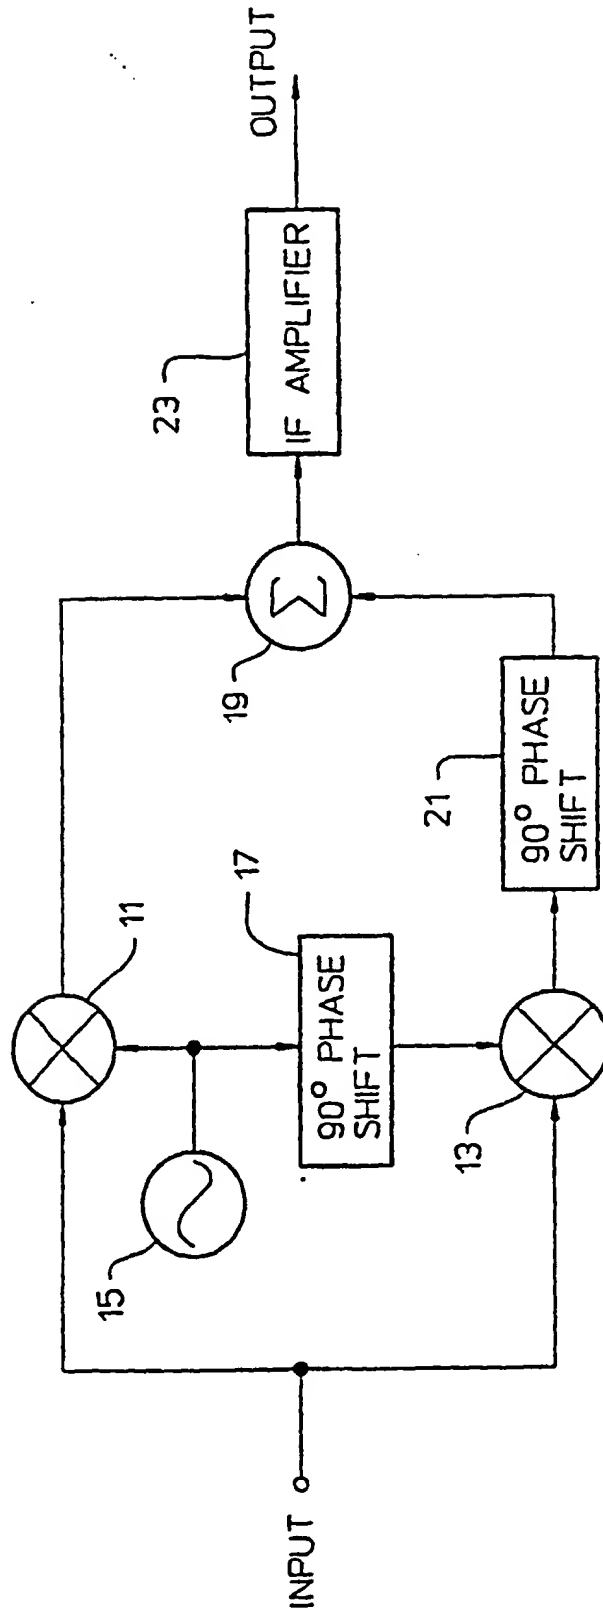 INPUT
15
11
17
90° PHASE
SHIFT
13
19
Σ
21
90° PHASE
SHIFT
23
IF AMPLIFIER
OUTPUT